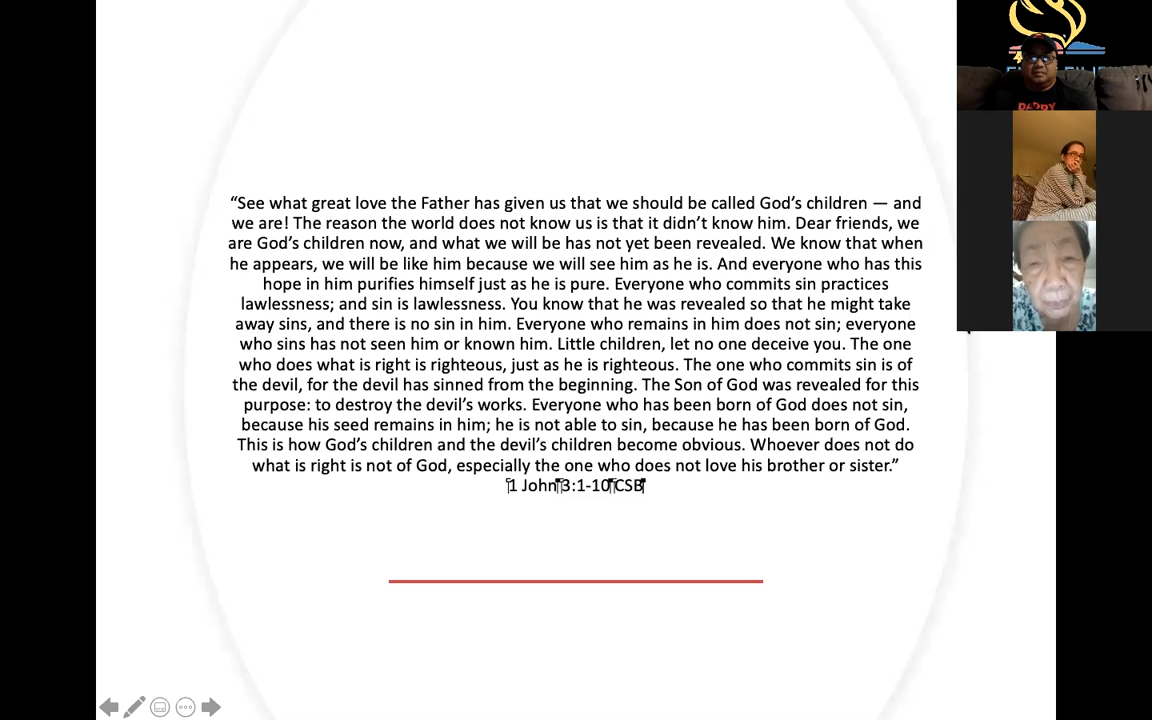 “See what great love the Father has given us that we should be called God’s children — and
we are! The reason the world does not know us is that it didn’t know him. Dear friends, we
are God’s children now, and what we will be has not yet been revealed. We know that when
he appears, we will be like him because we will see him as he is. And everyone who has this
hope in him purifies himself just as he is pure. Everyone who commits sin practices
lawlessness; and sin is lawlessness. You know that he was revealed so that he might take
away sins, and there is no sin in him. Everyone who remains in him does not sin; everyone
who sins has not seen him or known him. Little children, let no one deceive you. The one
who does what is right is righteous, just as he is righteous. The one who commits sin is of
the devil, for the devil has sinned from the beginning. The Son of God was revealed for this
purpose: to destroy the devil’s works. Everyone who has been born of God does not sin,
because his seed remains in him; he is not able to sin, because he has been born of God.
This is how God’s children and the devil’s children become obvious. Whoever does not do
what is right is not of God, especially the one who does not love his brother or sister.”
1 John 3:1-10 CSB